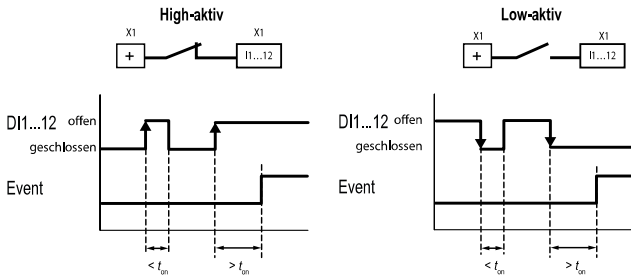 High-aktiv
X1 X1
+ I1...12
DI1...12 offen
geschlossen
Event
< ton > ton
Low-aktiv
X1 X1
+ I1...12
DI1...12 offen
geschlossen
Event
< ton > ton